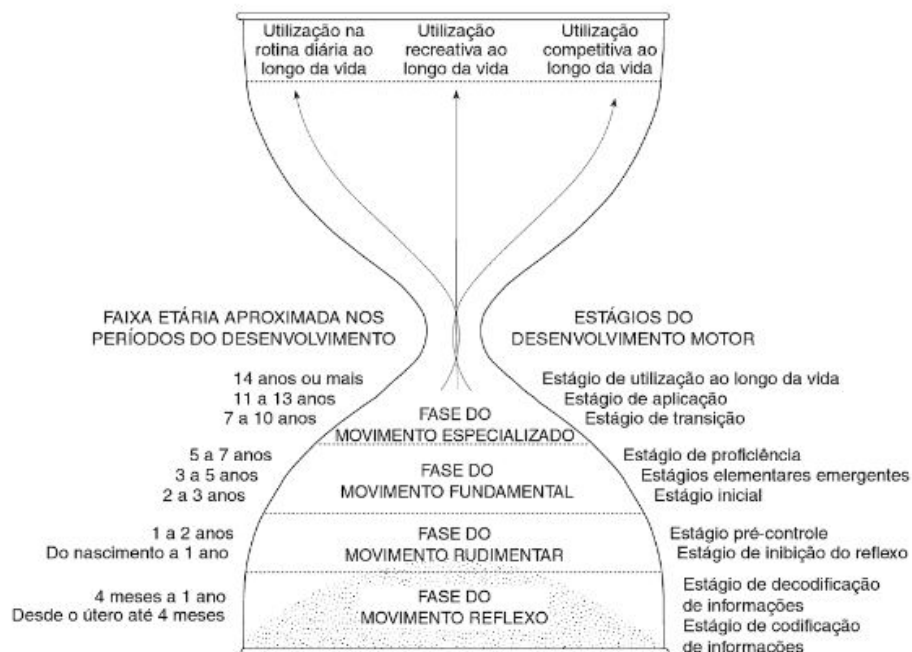 Utilização na
rotina diária ao
longo da vida
Utilização
recreativa ao
longo da vida
Utilização
competitiva ao
longo da vida
FAIXA ETÁRIA APROXIMADA NOS
PERÍODOS DO DESENVOLVIMENTO
ESTÁGIOS DO
DESENVOLVIMENTO MOTOR
14 anos ou mais
11 a 13 anos
7 a 10 anos
FASE DO
MOVIMENTO ESPECIALIZADO
Estágio de utilização ao longo da vida
Estágio de aplicação
Estágio de transição
5 a 7 anos
3 a 5 anos
2 a 3 anos
FASE DO
MOVIMENTO FUNDAMENTAL
Estágio de proficiência
Estágios elementares emergentes
Estágio inicial
1 a 2 anos
Do nascimento a 1 ano
FASE DO
MOVIMENTO RUDIMENTAR
Estágio pré-controle
Estágio de inibição do reflexo
4 meses a 1 ano
Desde o útero até 4 meses
FASE DO
MOVIMENTO REFLEXO
Estágio de decodificação
de informações
Estágio de codificação
de informações